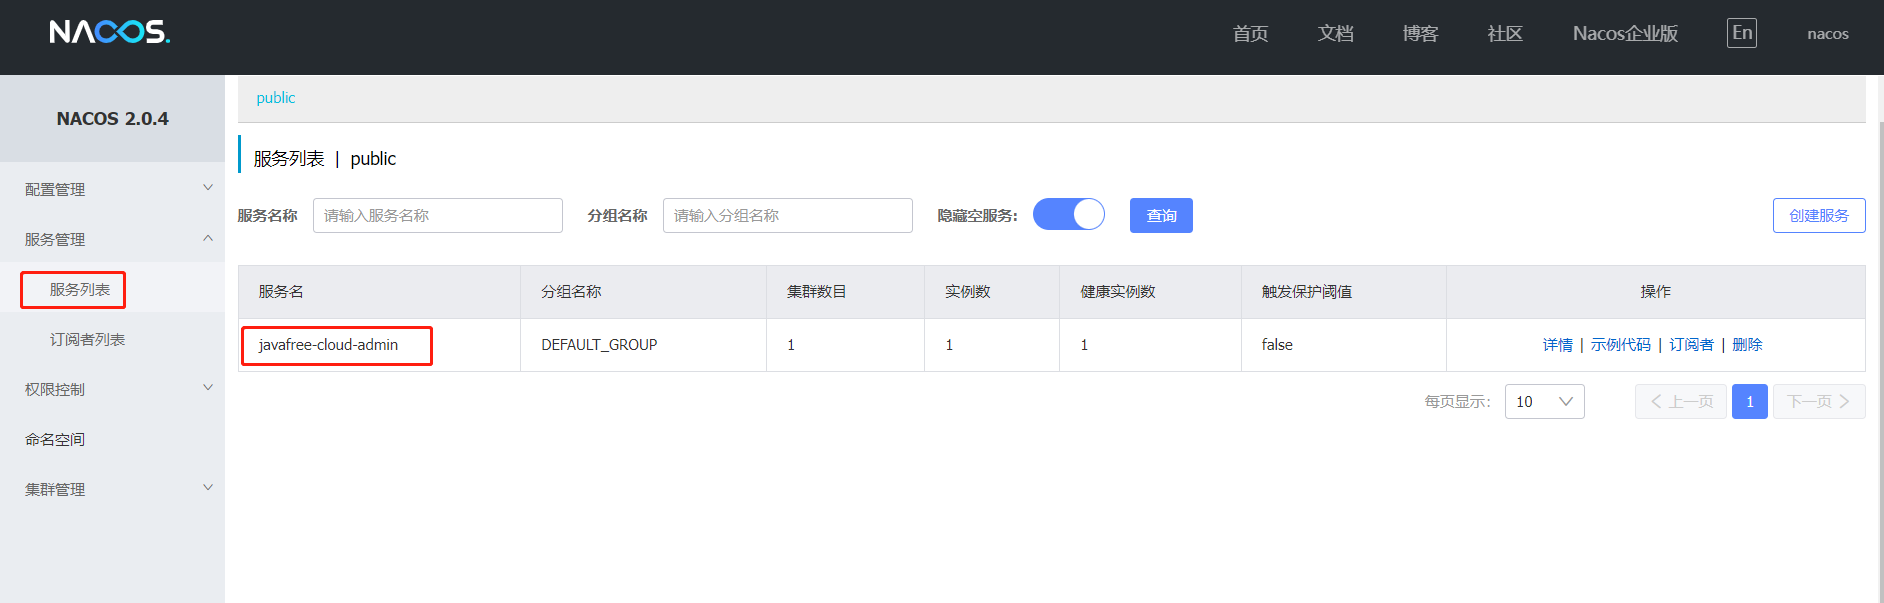 NACOS.
首页 文档 博客 社区 Nacos企业版 En nacos
NACOS 2.0.4
配置管理
服务管理
服务列表
订阅者列表
权限控制
命名空间
集群管理
public
服务列表 | public
服务名称 请输入服务名称 分组名称 请输入分组名称 隐藏空服务: 查询 创建服务
服务名 分组名称 集群数目 实例数 健康实例数 触发保护阈值 操作
javafree-cloud-admin DEFAULT_GROUP 1 1 1 false 详情 | 示例代码 | 订阅者 | 删除
每页显示: 10 上一页 1 下一页